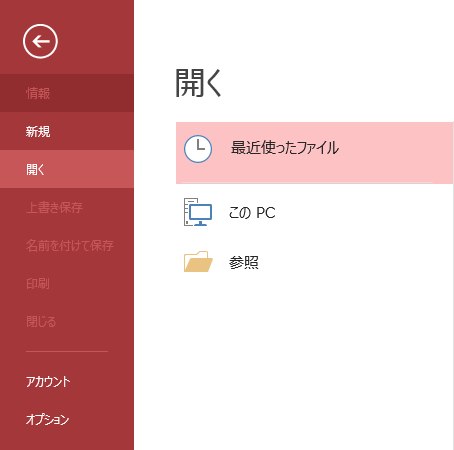 情報
新規
開く
上書き保存
名前を付けて保存
印刷
閉じる
アカウント
オプション
開く
最近使ったファイル
この PC
参照